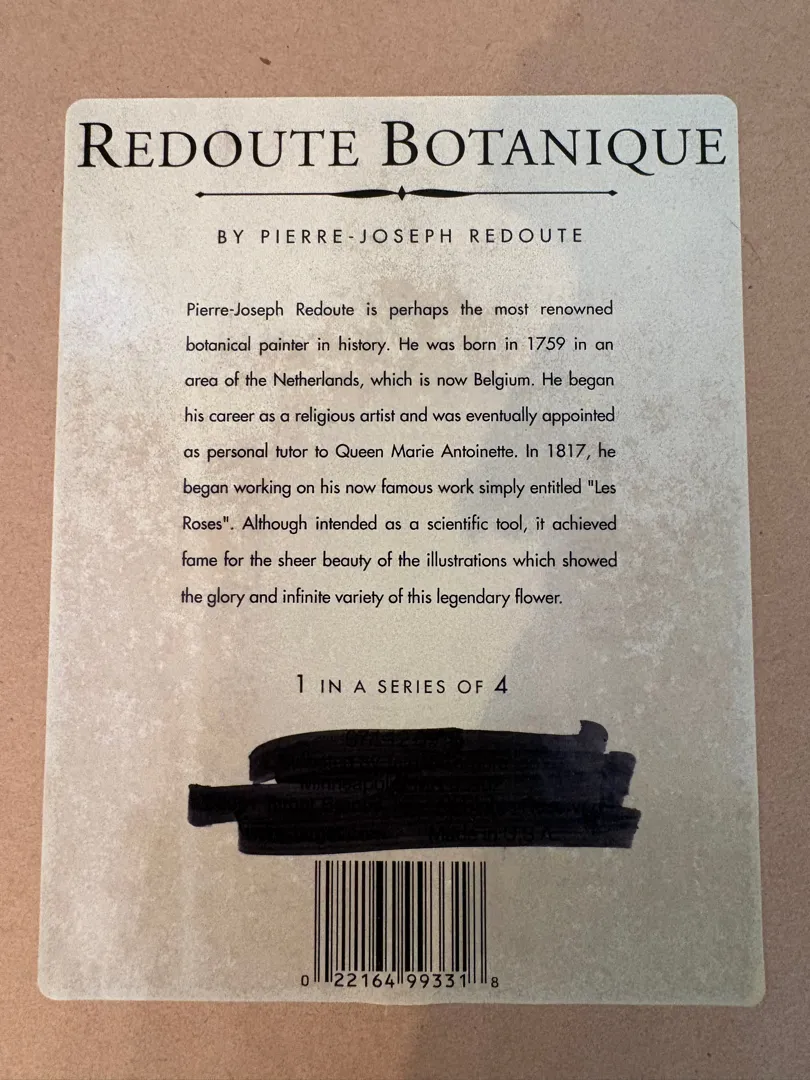 REDOUTE BOTANIQUE
BY PIERRE-JOSEPH REDOUTE
Pierre-Joseph Redoute is perhaps the most renowned
botanical painter in history. He was born in 1759 in an
area of the Netherlands, which is now Belgium. He began
his career as a religious artist and was eventually appointed
as personal tutor to Queen Marie Antoinette. In 1817, he
began working on his now famous work simply entitled "Les
Roses". Although intended as a scientific tool, it achieved
fame for the sheer beauty of the illustrations which showed
the glory and infinite variety of this legendary flower.
1 IN A SERIES OF 4
0 22164 99331 8